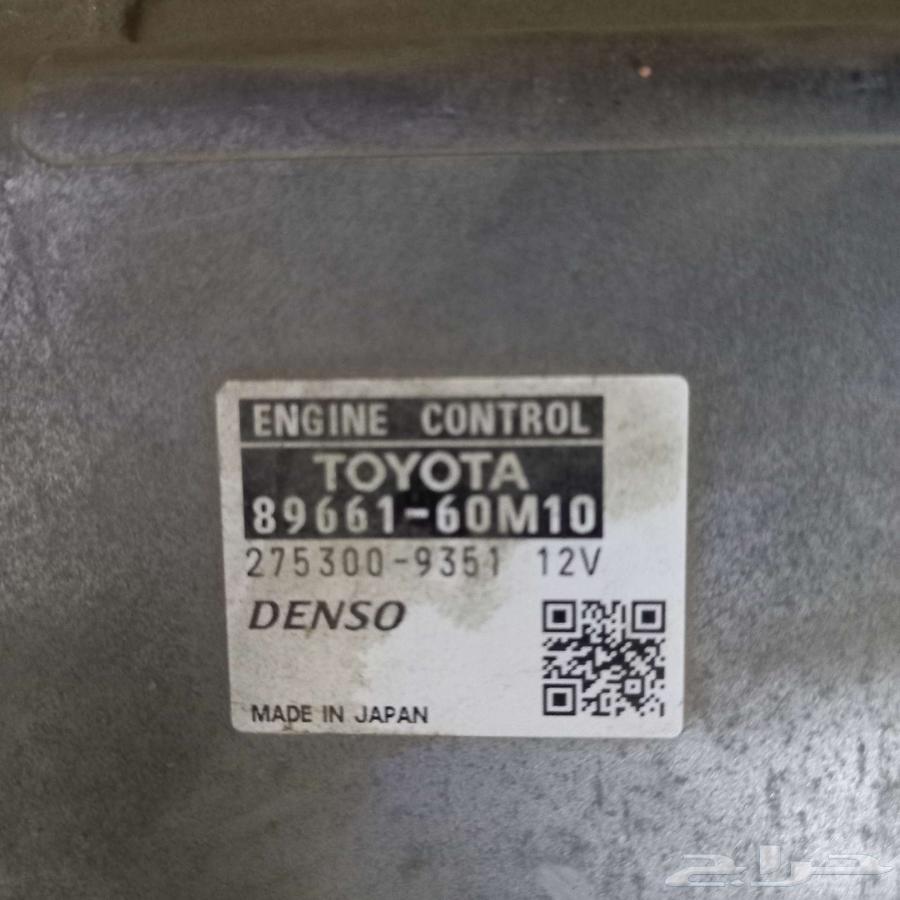 ENGINE CONTROL
TOYOTA
89661-60M10
275300-9351 12V
DENSO
MADE IN JAPAN
حراج